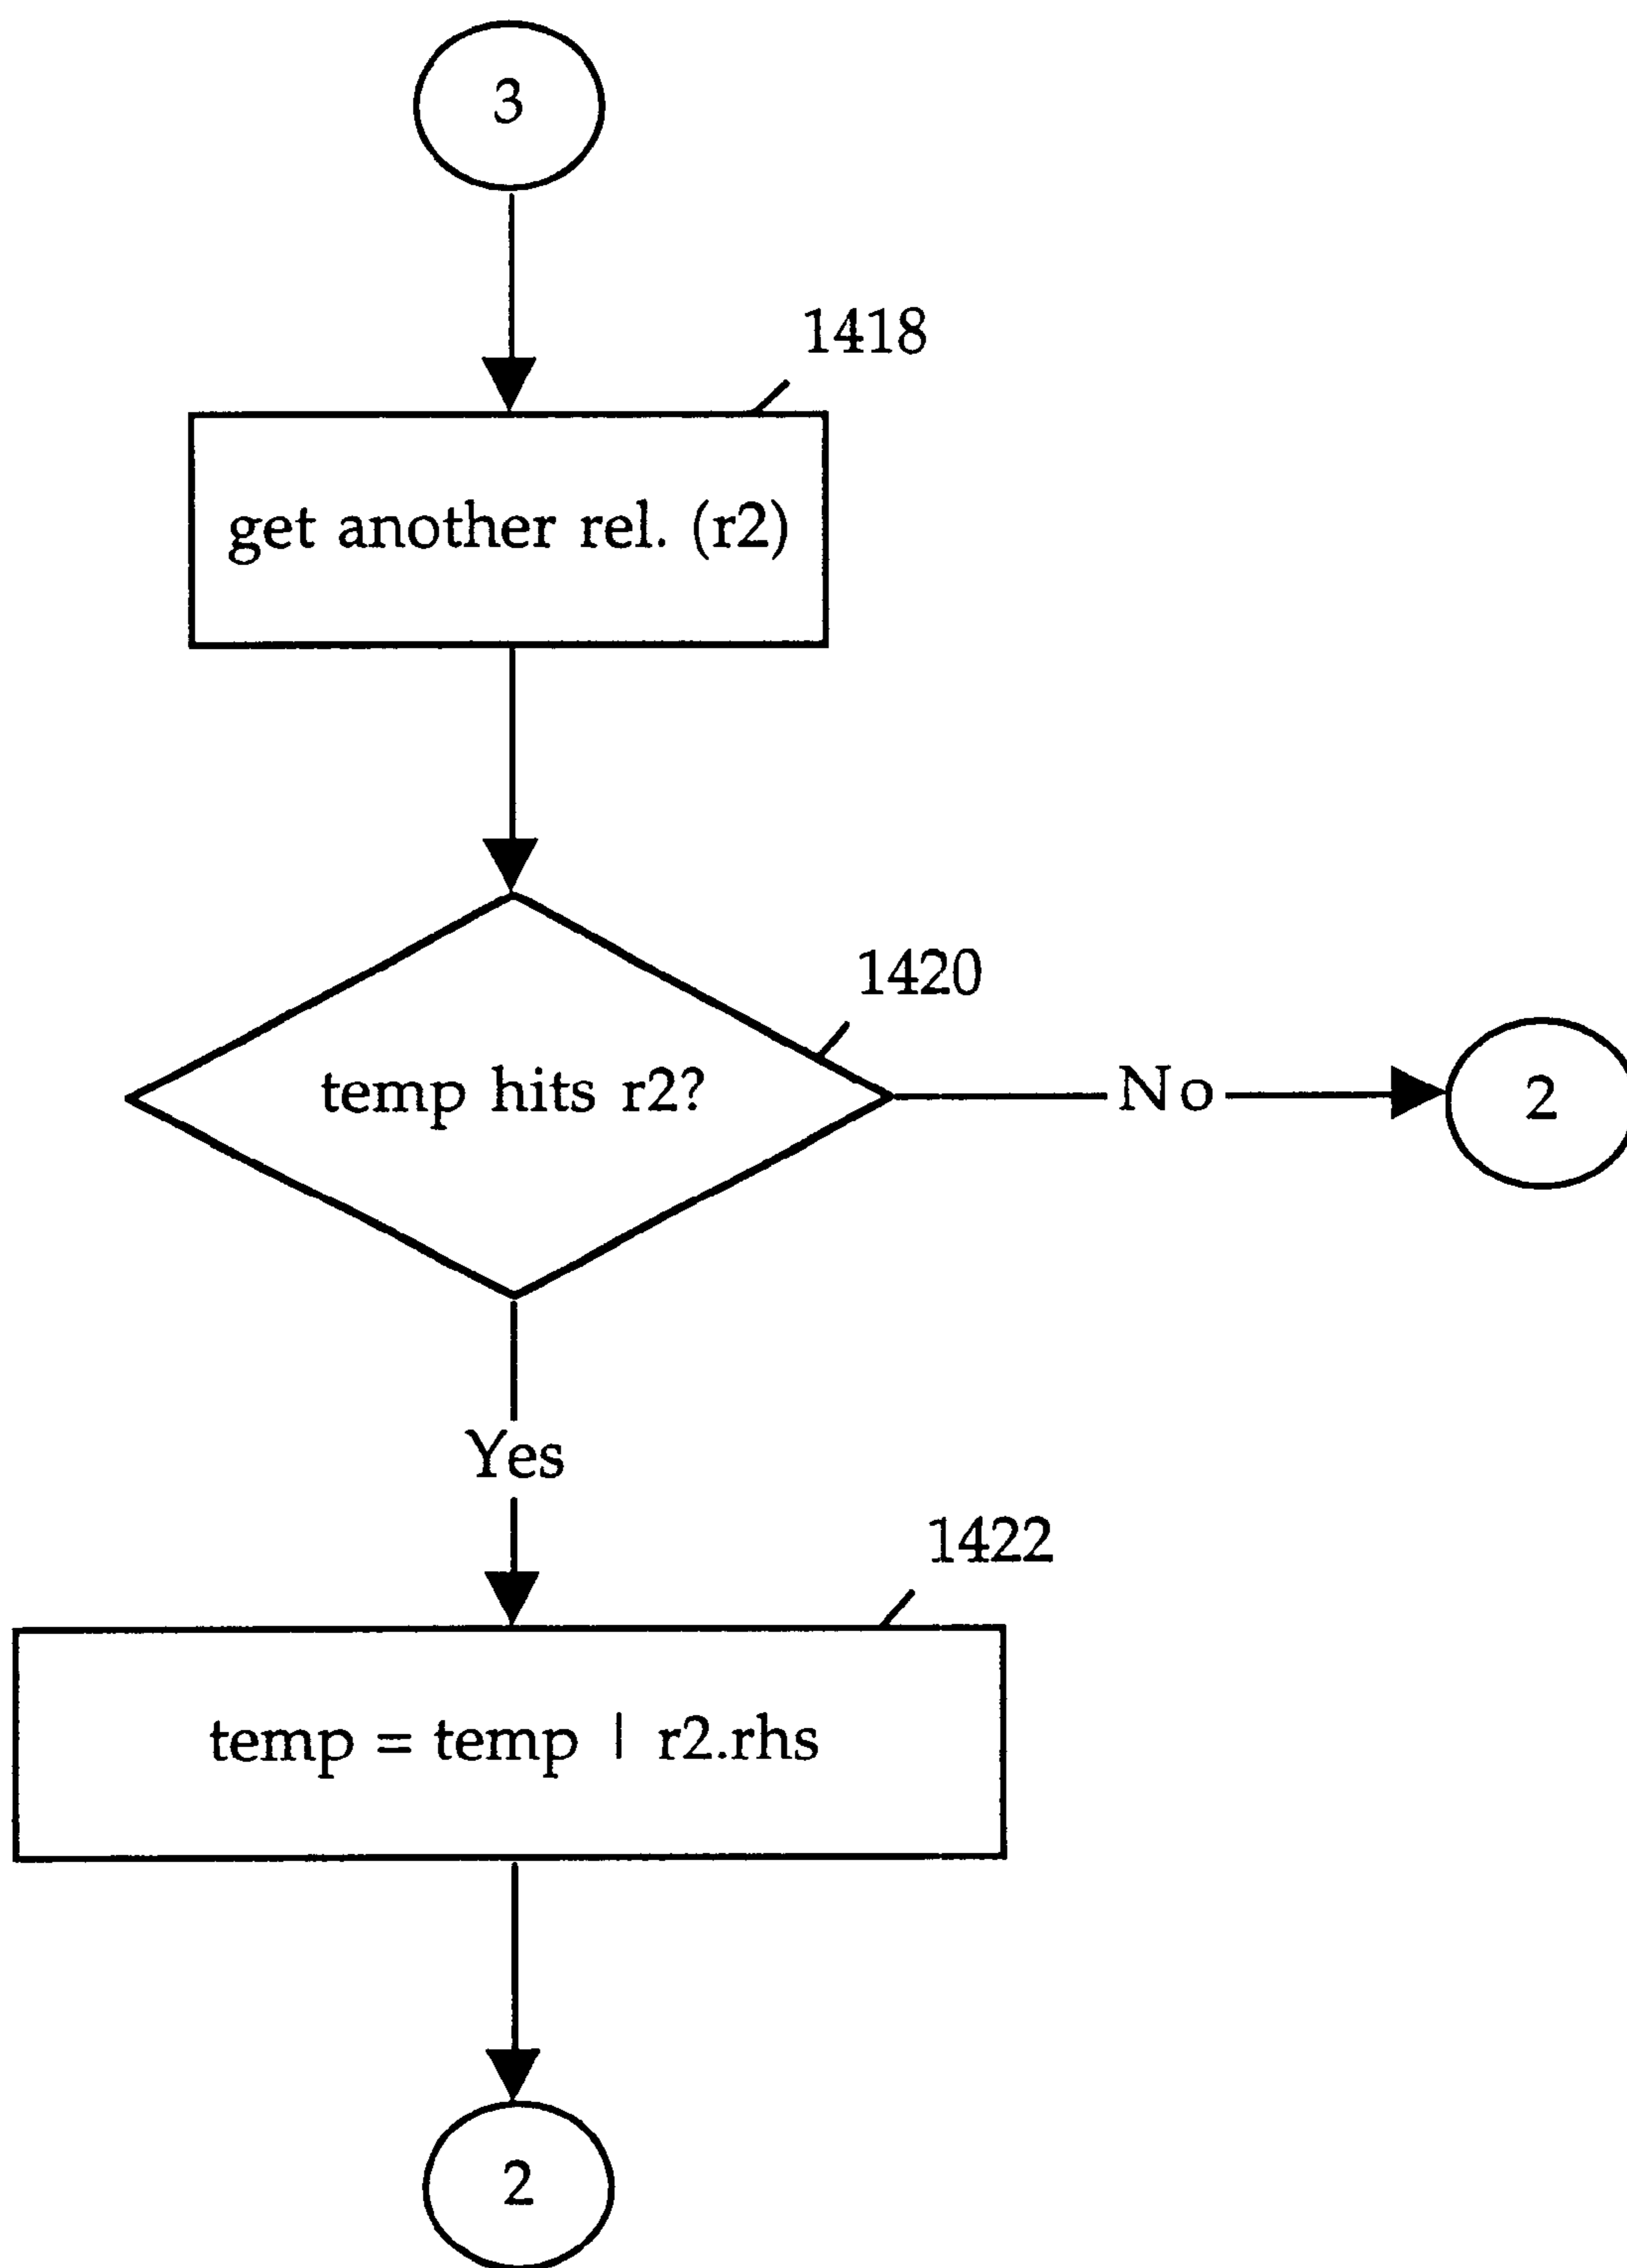 3
1418
get another rel. (r2)
1420
temp hits r2?
No
2
Yes
1422
temp = temp | r2.rhs
2